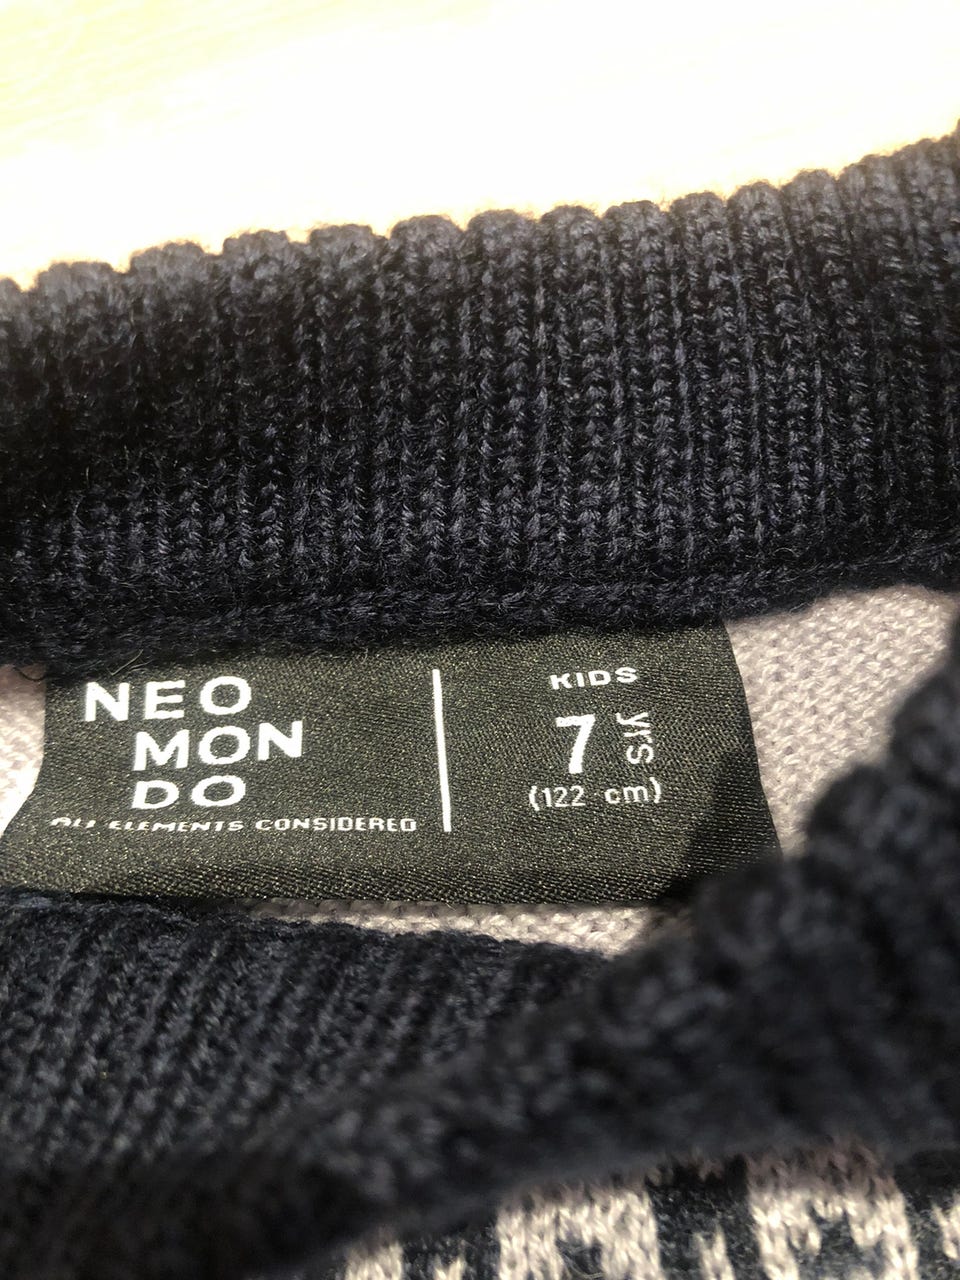 NEO
MON
DO
ALL ELEMENTS CONSIDERED
KIDS
7 yrs
(122 cm)